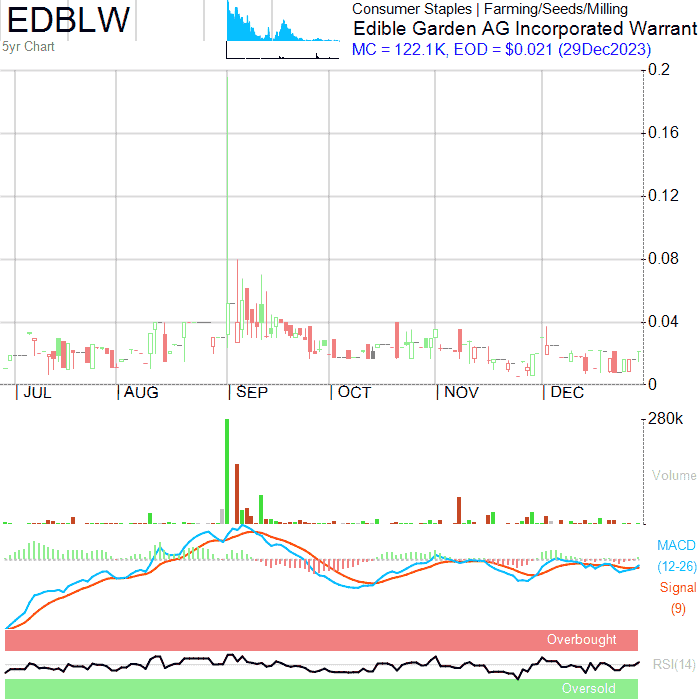 EDBLW
5yr Chart
Consumer Staples | Farming/Seeds/Milling
Edible Garden AG Incorporated Warrant
MC = 122.1K, EOD = $0.021 (29Dec2023)
0.2
0.16
0.12
0.08
0.04
0
JUL AUG SEP OCT NOV DEC
280k
Volume
MACD
(12-26)
Signal
(9)
Overbought
RSI(14)
Oversold